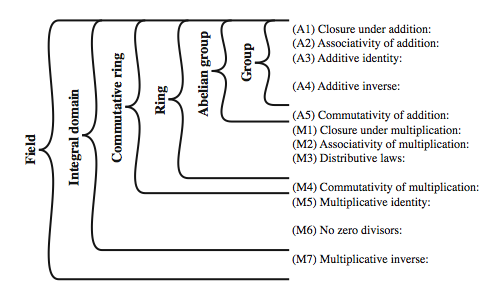 Field
Integral domain
Commutative ring
Ring
Abelian group
Group
(A1) Closure under addition:
(A2) Associativity of addition:
(A3) Additive identity:
(A4) Additive inverse:
(A5) Commutativity of addition:
(M1) Closure under multiplication:
(M2) Associativity of multiplication:
(M3) Distributive laws:
(M4) Commutativity of multiplication:
(M5) Multiplicative identity:
(M6) No zero divisors:
(M7) Multiplicative inverse: